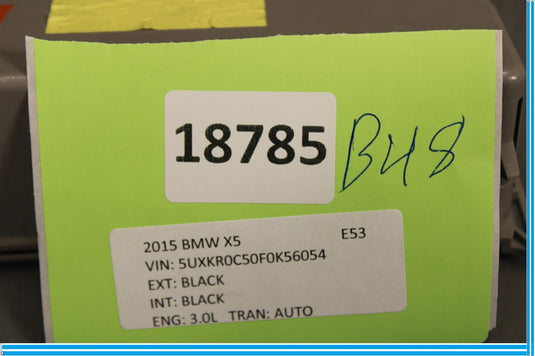 18785 B48
2015 BMW X5 E53
VIN: 5UXKR0C50F0K56054
EXT: BLACK
INT: BLACK
ENG: 3.0L TRAN: AUTO